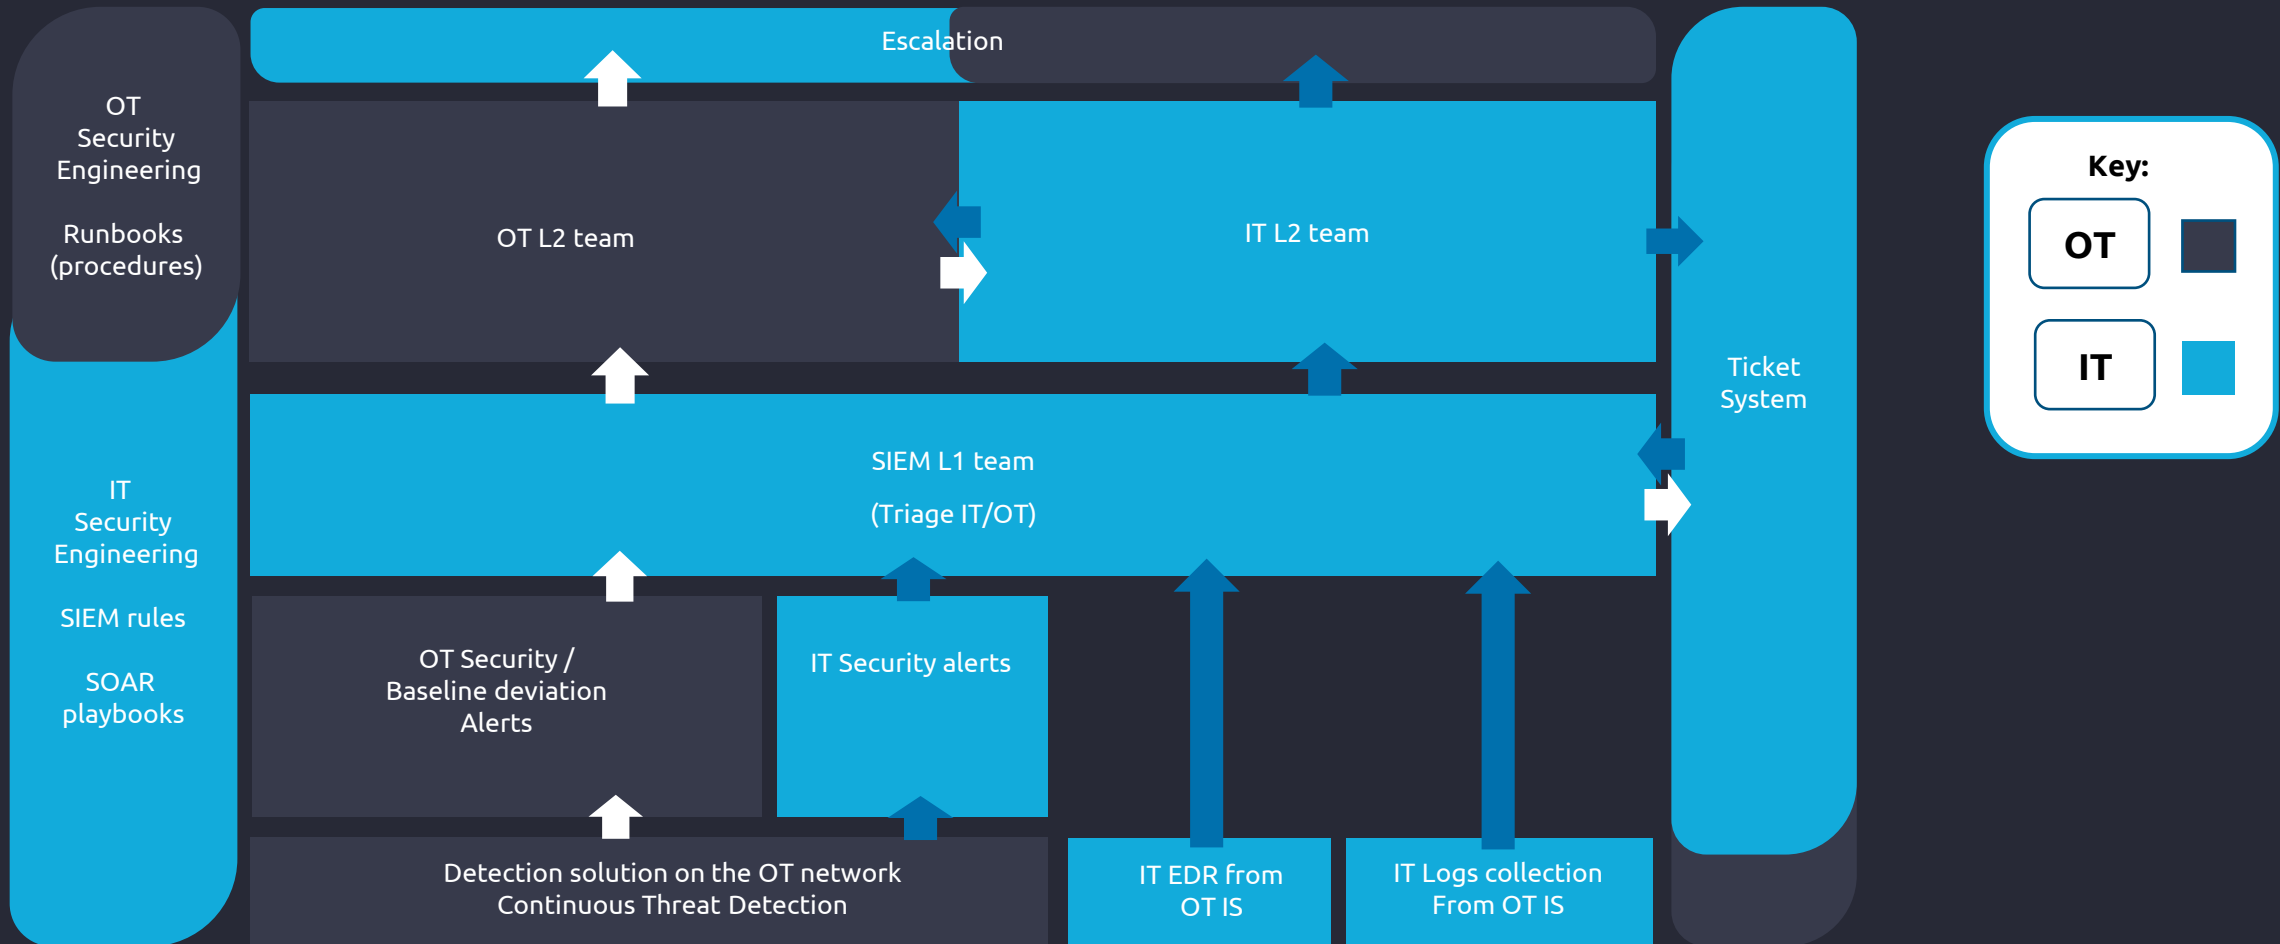 Escalation
OT
Security
Engineering
Runbooks
(procedures)
IT
Security
Engineering
SIEM rules
SOAR
playbooks
OT L2 team
IT L2 team
SIEM L1 team
(Triage IT/OT)
OT Security /
Baseline deviation
Alerts
IT Security alerts
Detection solution on the OT network
Continuous Threat Detection
IT EDR from
OT IS
IT Logs collection
From OT IS
Ticket
System
Key:
OT
IT